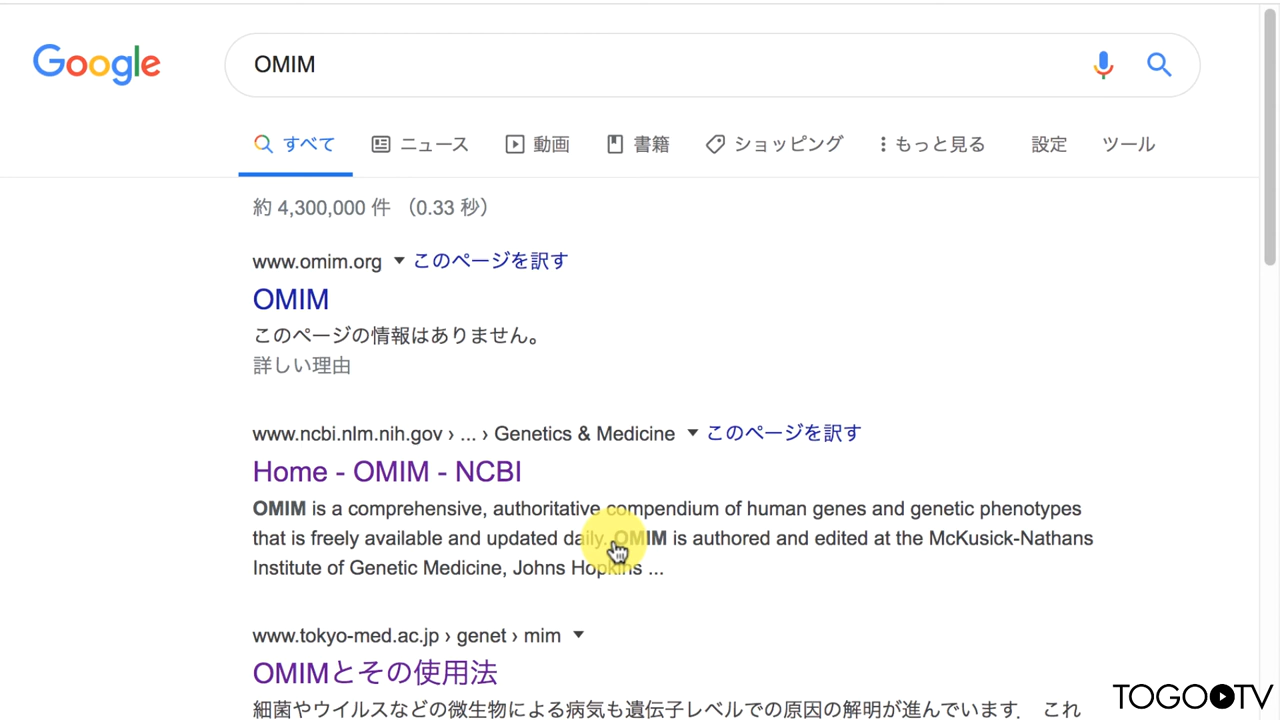 Google
OMIM
すべて ニュース 動画 書籍 ショッピング もっと見る 設定 ツール
約 4,300,000 件 （0.33 秒）
www.omim.org ▼ このページを訳す
OMIM
このページの情報はありません。
詳しい理由
www.ncbi.nlm.nih.gov › ... › Genetics & Medicine ▼ このページを訳す
Home - OMIM - NCBI
OMIM is a comprehensive, authoritative compendium of human genes and genetic phenotypes
that is freely available and updated daily. OMIM is authored and edited at the McKusick-Nathans
Institute of Genetic Medicine, Johns Hopkins ...
www.tokyo-med.ac.jp › genet › mim ▼
OMIMとその使用法
細菌やウイルスなどの微生物による病気も遺伝子レベルでの原因の解明が進んでいます． これ
TOGOTV